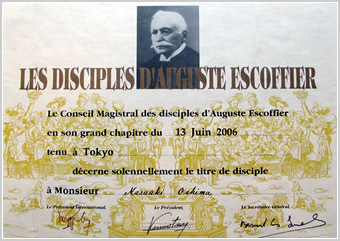 LES DISCIPLES D'AUGUSTE ESCOFFIER
Le Conseil Magistral des disciples d'Auguste Escoffier
en son grand chapitre du 13 Juin 2006
tenu à Tokyo
décerne solennellement le titre de disciple
à Monsieur Masaaki Oshima
Le Président International. Le Président. Le Secrétaire Général.